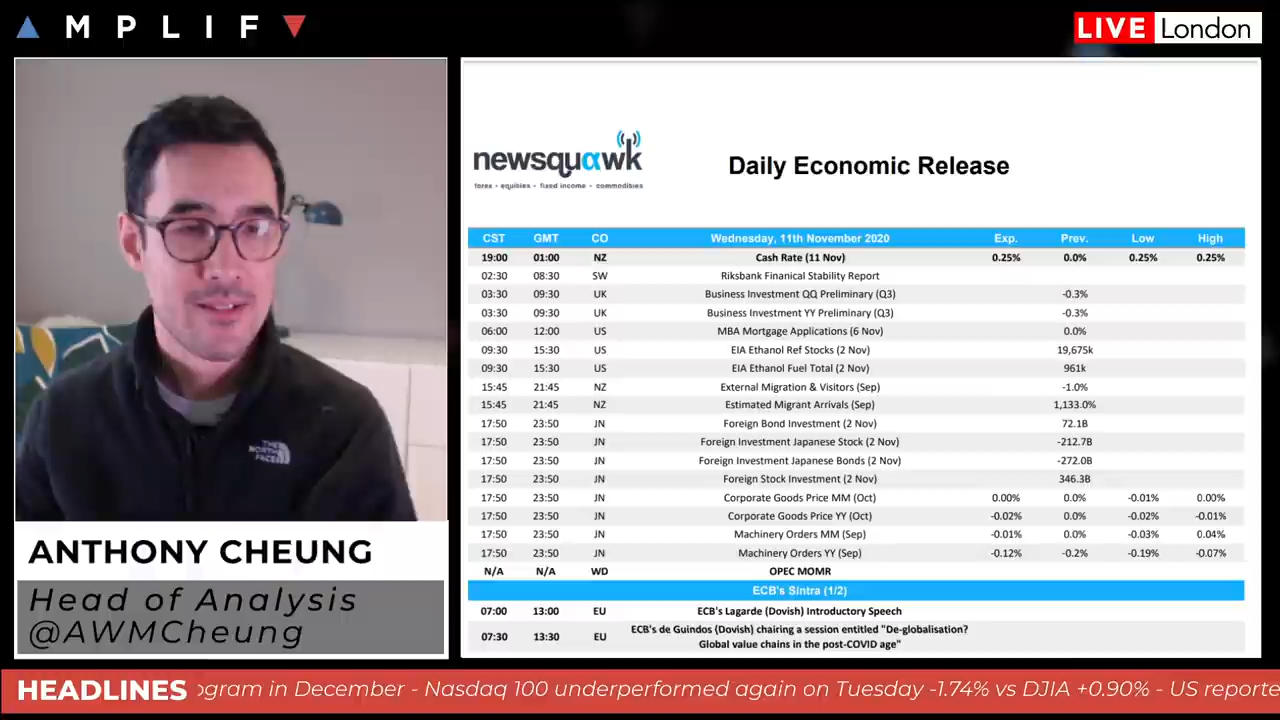 AMPLIFY
LIVE London
newsquawk
forex - equities - fixed income - commodities
Daily Economic Release
CST GMT CO Wednesday, 11th November 2020 Exp. Prev. Low High
19:00 01:00 NZ Cash Rate (11 Nov) 0.25% 0.0% 0.25% 0.25%
02:30 08:30 SW Riksbank Finanical Stability Report
03:30 09:30 UK Business Investment QQ Preliminary (Q3) -0.3%
03:30 09:30 UK Business Investment YY Preliminary (Q3) -0.3%
06:00 12:00 US MBA Mortgage Applications (6 Nov) 0.0%
09:30 15:30 US EIA Ethanol Ref Stocks (2 Nov) 19,675k
09:30 15:30 US EIA Ethanol Fuel Total (2 Nov) 961k
15:45 21:45 NZ External Migration & Visitors (Sep) -1.0%
15:45 21:45 NZ Estimated Migrant Arrivals (Sep) 1,133.0%
17:50 23:50 JN Foreign Bond Investment (2 Nov) 72.1B
17:50 23:50 JN Foreign Investment Japanese Stock (2 Nov) -212.7B
17:50 23:50 JN Foreign Investment Japanese Bonds (2 Nov) -272.0B
17:50 23:50 JN Foreign Stock Investment (2 Nov) 346.3B
17:50 23:50 JN Corporate Goods Price MM (Oct) 0.00% 0.0% -0.01% 0.00%
17:50 23:50 JN Corporate Goods Price YY (Oct) -0.02% 0.0% -0.02% -0.01%
17:50 23:50 JN Machinery Orders MM (Sep) -0.01% 0.0% -0.03% 0.04%
17:50 23:50 JN Machinery Orders YY (Sep) -0.12% -0.2% -0.19% -0.07%
N/A N/A WD OPEC MOMR
ECB's Sintra (1/2)
07:00 13:00 EU ECB's Lagarde (Dovish) Introductory Speech
07:30 13:30 EU ECB's de Guindos (Dovish) chairing a session entitled "De-globalisation?
Global value chains in the post-COVID age"
THE NORTH FACE
ANTHONY CHEUNG
Head of Analysis
@AWMCheung
HEADLINES ogram in December - Nasdaq 100 underperformed again on Tuesday -1.74% vs DJIA +0.90% - US reporte